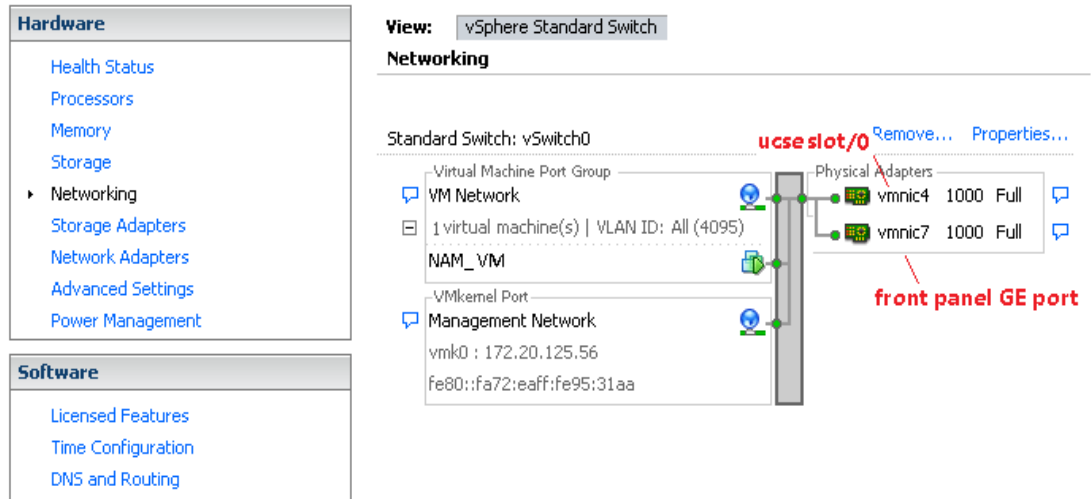 Hardware
Health Status
Processors
Memory
Storage
Networking
Storage Adapters
Network Adapters
Advanced Settings
Power Management
Software
Licensed Features
Time Configuration
DNS and Routing
View: vSphere Standard Switch
Networking
Standard Switch: vSwitch0
ucse slot/0
Remove... Properties...
Virtual Machine Port Group
VM Network
1 virtual machine(s) | VLAN ID: All (4095)
NAM_VM
VMkernel Port
Management Network
vmk0 : 172.20.125.56
fe80::fa72:eaff:fe95:31aa
Physical Adapters
vmnic4 1000 Full
vmnic7 1000 Full
front panel GE port